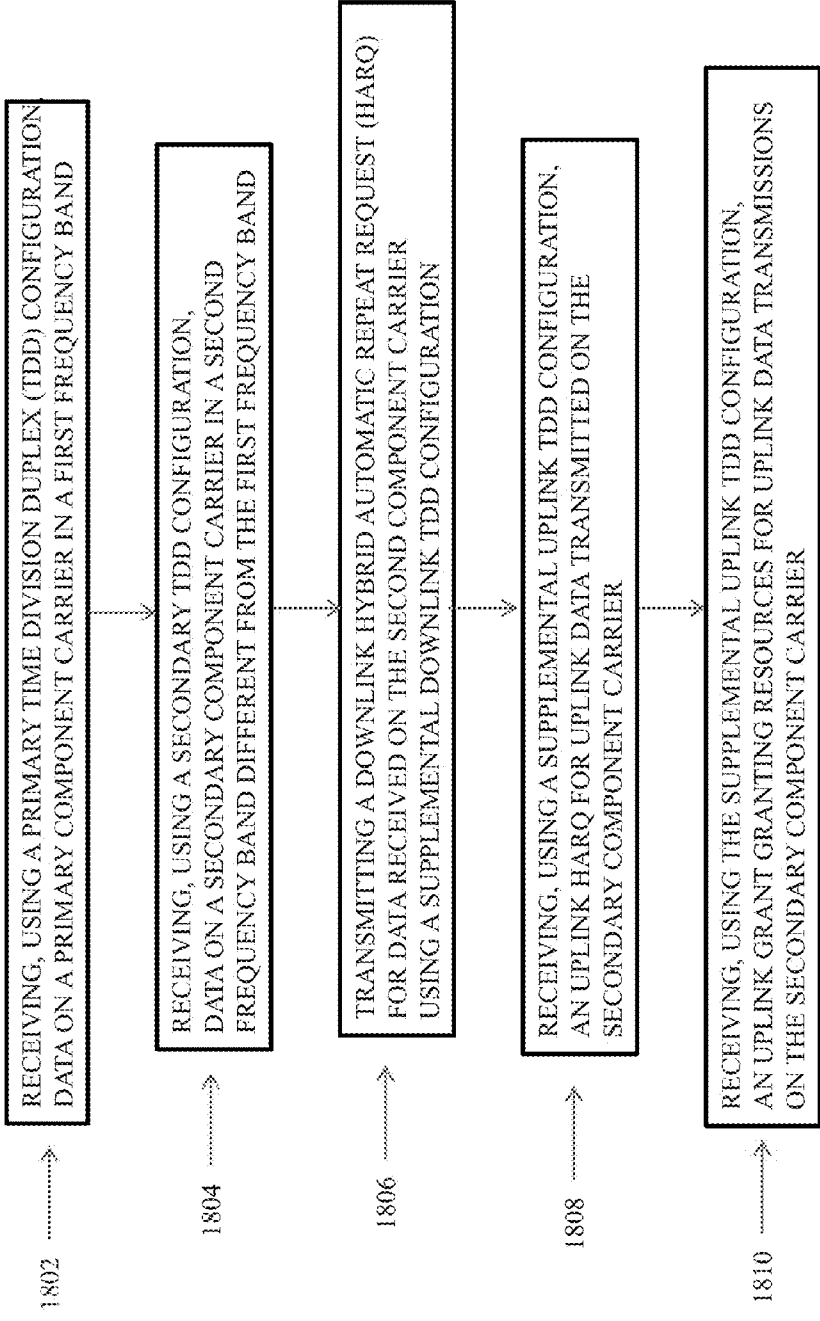 1802
RECEIVING, USING A PRIMARY TIME DIVISION DUPLEX (TDD) CONFIGURATION
DATA ON A PRIMARY COMPONENT CARRIER IN A FIRST FREQUENCY BAND
1804
RECEIVING, USING A SECONDARY TDD CONFIGURATION,
DATA ON A SECONDARY COMPONENT CARRIER IN A SECOND
FREQUENCY BAND DIFFERENT FROM THE FIRST FREQUENCY BAND
1806
TRANSMITTING A DOWNLINK HYBRID AUTOMATIC REPEAT REQUEST (HARQ)
FOR DATA RECEIVED ON THE SECOND COMPONENT CARRIER
USING A SUPPLEMENTAL DOWNLINK TDD CONFIGURATION
1808
RECEIVING, USING A SUPPLEMENTAL UPLINK TDD CONFIGURATION,
AN UPLINK HARQ FOR UPLINK DATA TRANSMITTED ON THE
SECONDARY COMPONENT CARRIER
1810
RECEIVING, USING THE SUPPLEMENTAL UPLINK TDD CONFIGURATION,
AN UPLINK GRANT GRANTING RESOURCES FOR UPLINK DATA TRANSMISSIONS
ON THE SECONDARY COMPONENT CARRIER